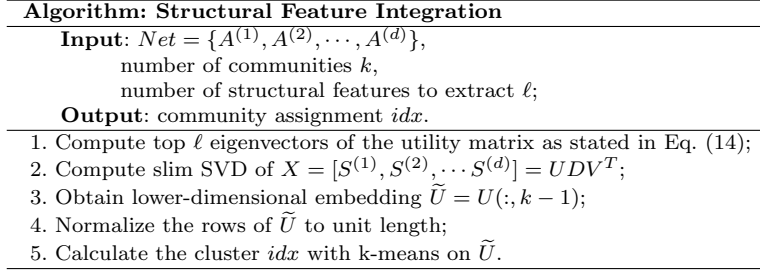 Algorithm: Structural Feature Integration
Input: Net = {A^{(1)}, A^{(2)}, ⋯, A^{(d)}},
number of communities k,
number of structural features to extract ℓ;
Output: community assignment idx.
1. Compute top ℓ eigenvectors of the utility matrix as stated in Eq. (14);
2. Compute slim SVD of X = [S^{(1)}, S^{(2)}, ⋯ S^{(d)}] = UDV^T;
3. Obtain lower-dimensional embedding Ũ = U(:, k − 1);
4. Normalize the rows of Ũ to unit length;
5. Calculate the cluster idx with k-means on Ũ.